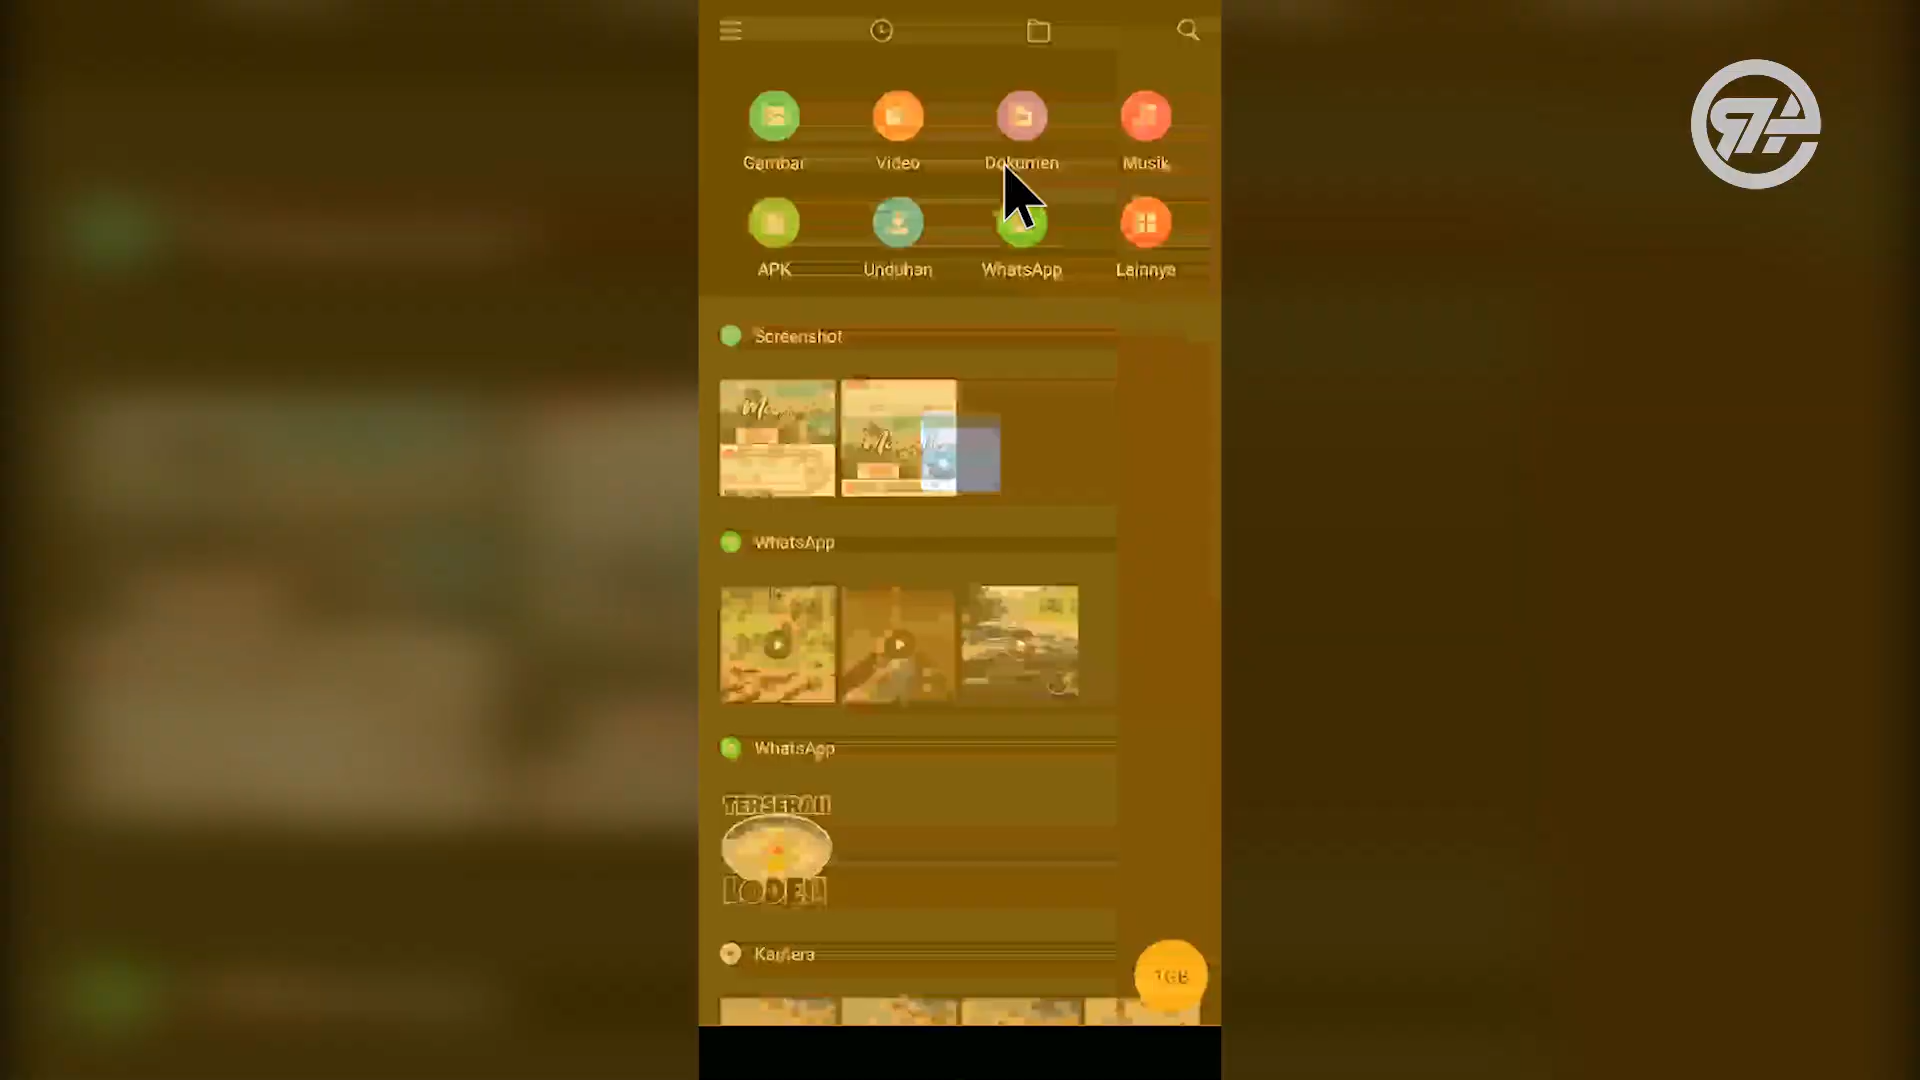 Gambar
Video
Dokumen
Musik
APK
Unduhan
WhatsApp
Lainnya
Screenshot
WhatsApp
WhatsApp
TERSERAH
LODEH
Kamera
1GB